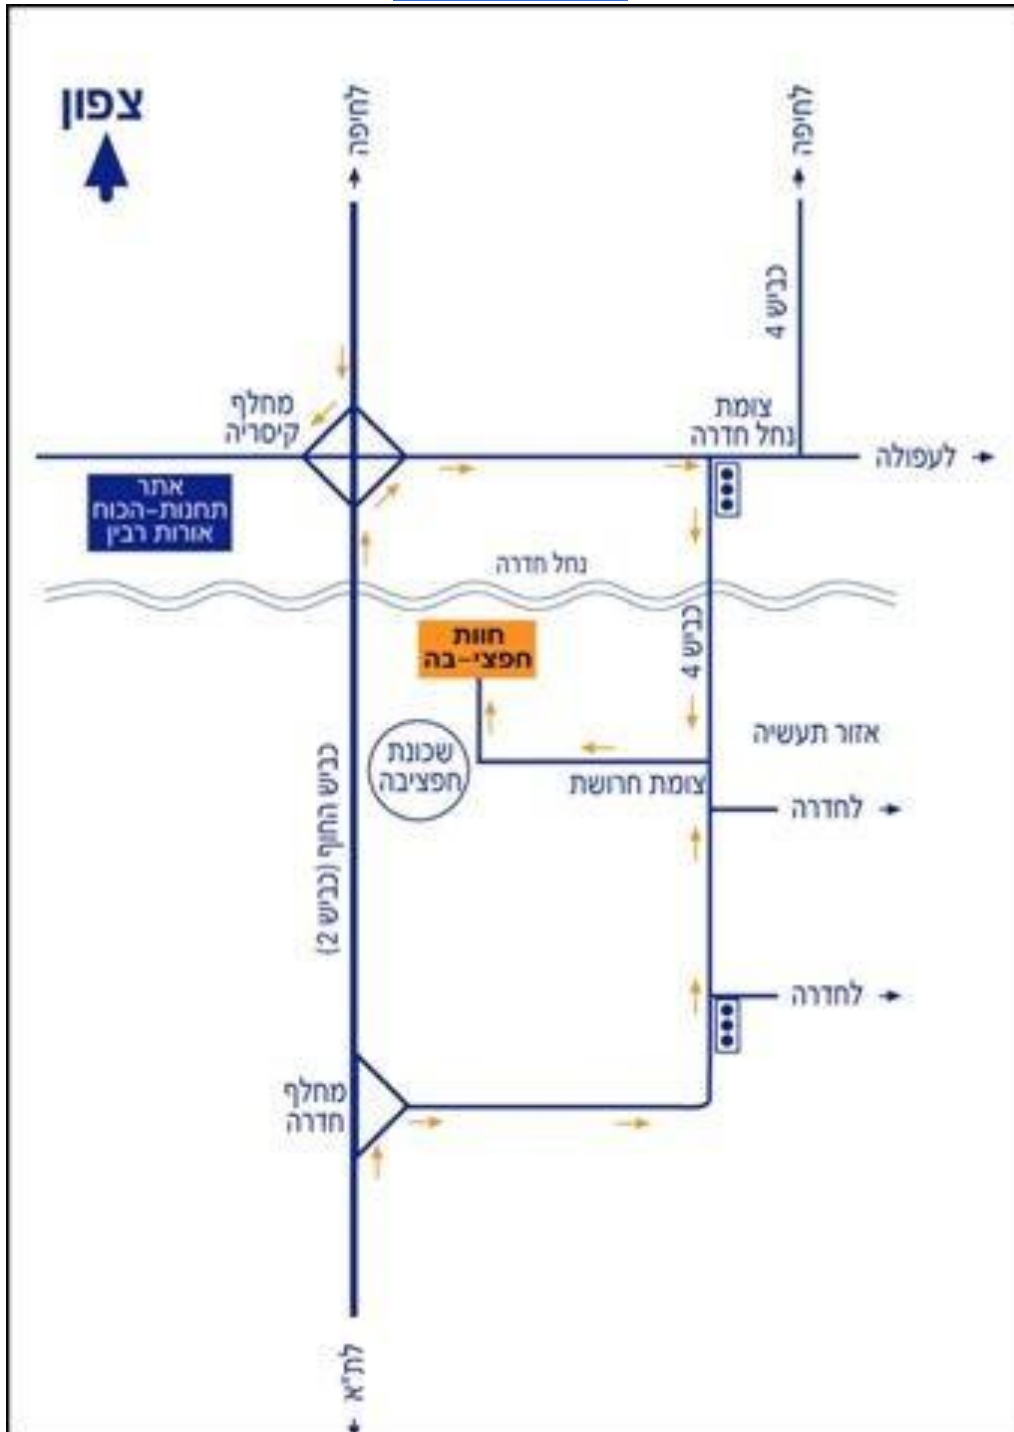 צפון
לחיפה
לחיפה
כביש 4
מחלף
קיסריה
צומת
נחל חדרה
לעפולה
אתר
תחנות-הכוח
אורות רבין
נחל חדרה
חוות
חפצי-בה
כביש 4
אזור תעשיה
שכונת
חפציבה
צומת חרושת
לחדרה
כביש החוף (כביש 2)
לחדרה
מחלף
חדרה
לת"א